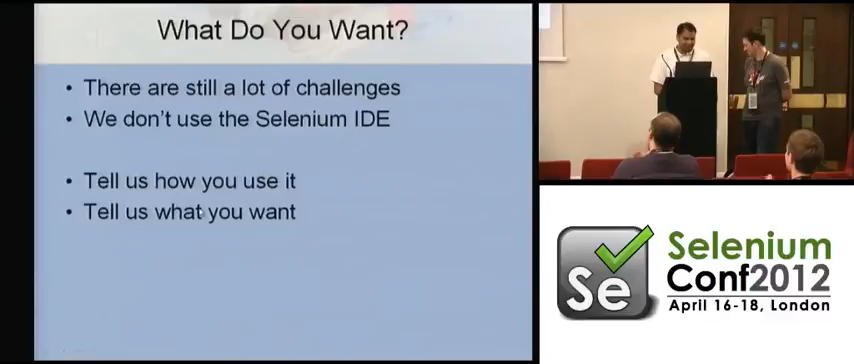 What Do You Want?
• There are still a lot of challenges
• We don't use the Selenium IDE
• Tell us how you use it
• Tell us what you want
Se
Selenium
Conf2012
April 16-18, London